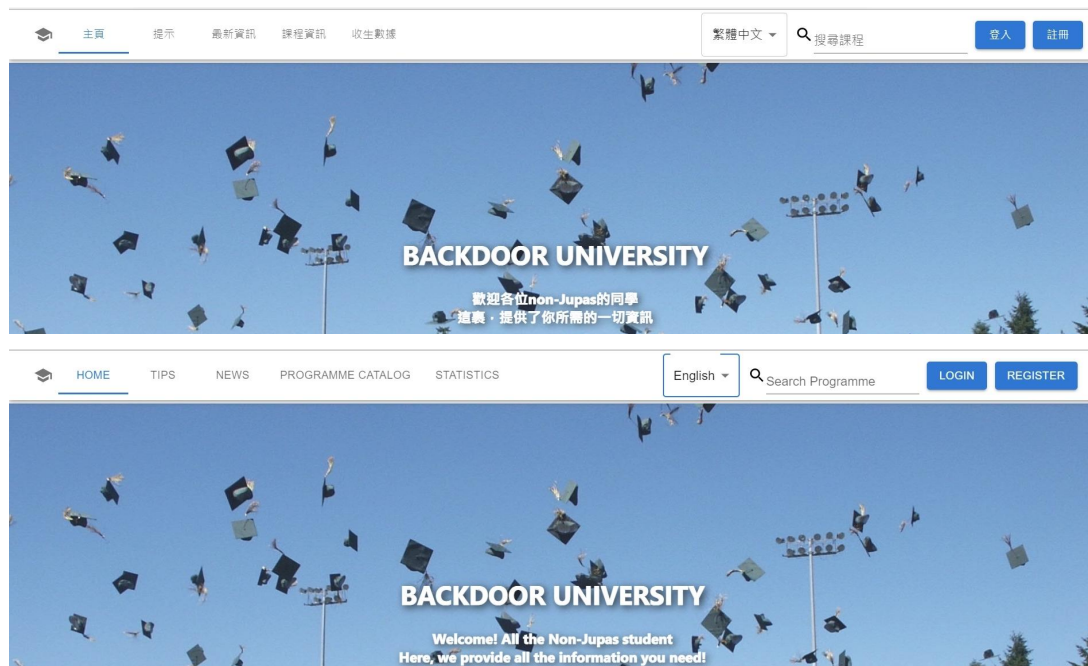 主頁 提示 最新資訊 課程資訊 收生數據 繁體中文 搜尋課程 登入 註冊
BACKDOOR UNIVERSITY
歡迎各位non-Jupas的同學
這裏，提供了你所需的一切資訊
HOME TIPS NEWS PROGRAMME CATALOG STATISTICS English Search Programme LOGIN REGISTER
BACKDOOR UNIVERSITY
Welcome! All the Non-Jupas student
Here, we provide all the information you need!